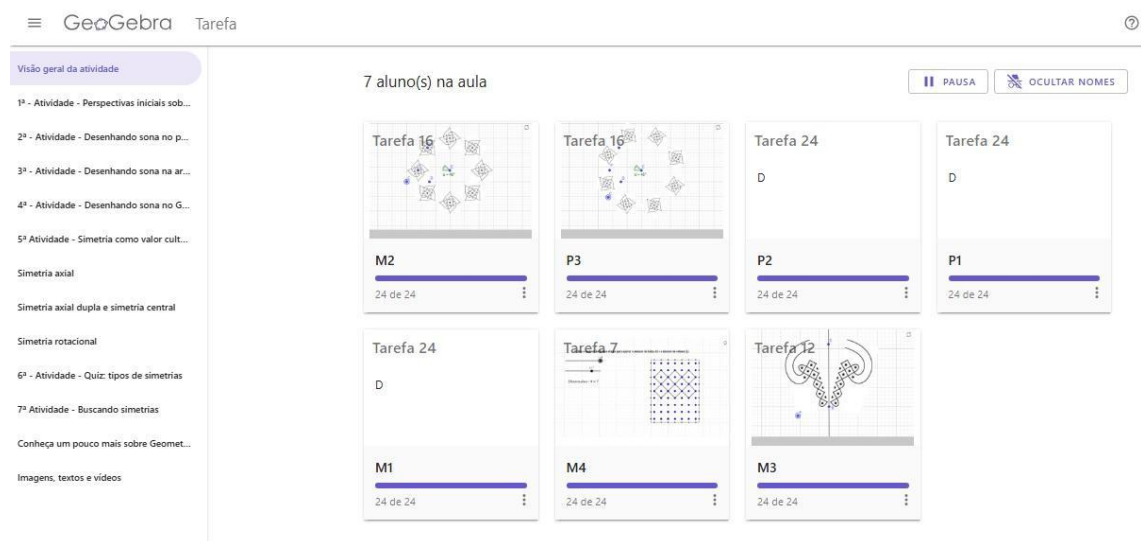 GeoGebra Tarefa
Visão geral da atividade
1ª - Atividade - Perspectivas iniciais sob...
2ª - Atividade - Desenhando sona no p...
3ª - Atividade - Desenhando sona na ar...
4ª - Atividade - Desenhando sona no G...
5ª Atividade - Simetria como valor cult...
Simetria axial
Simetria axial dupla e simetria central
Simetria rotacional
6ª - Atividade - Quiz: tipos de simetrias
7ª Atividade - Buscando simetrias
Conheça um pouco mais sobre Geomet...
Imagens, textos e vídeos
7 aluno(s) na aula
PAUSA
OCULTAR NOMES
Tarefa 16
M2
24 de 24
Tarefa 16
P3
24 de 24
Tarefa 24
D
P2
24 de 24
Tarefa 24
D
P1
24 de 24
Tarefa 24
D
M1
24 de 24
Tarefa 7
M4
24 de 24
Tarefa 12
M3
24 de 24